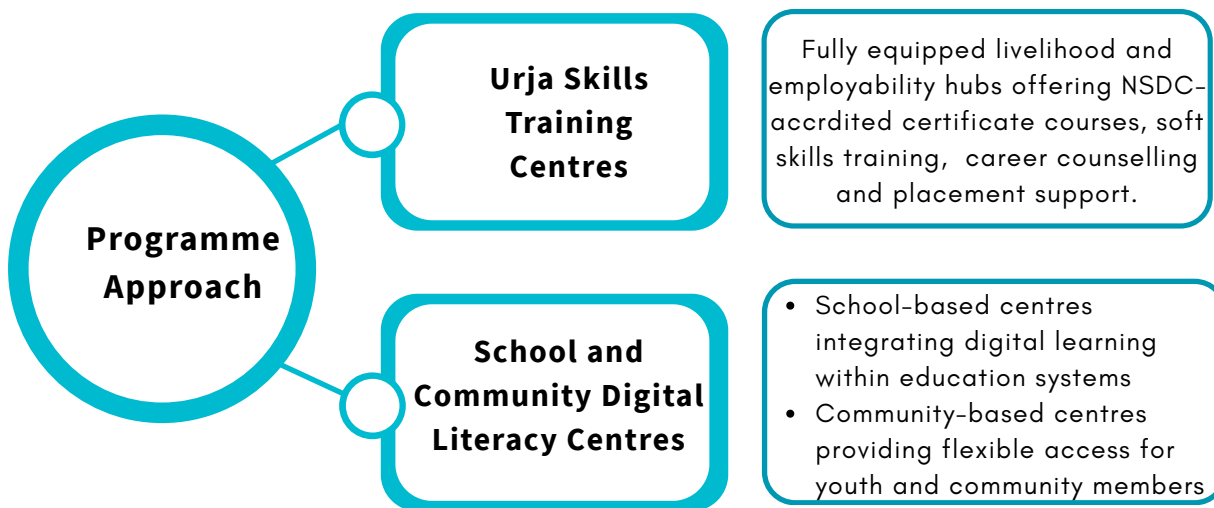 Programme
Approach
Urja Skills
Training
Centres
Fully equipped livelihood and
employability hubs offering NSDC-
accrdited certificate courses, soft
skills training, career counselling
and placement support.
School and
Community Digital
Literacy Centres
• School-based centres
integrating digital learning
within education systems
• Community-based centres
providing flexible access for
youth and community members